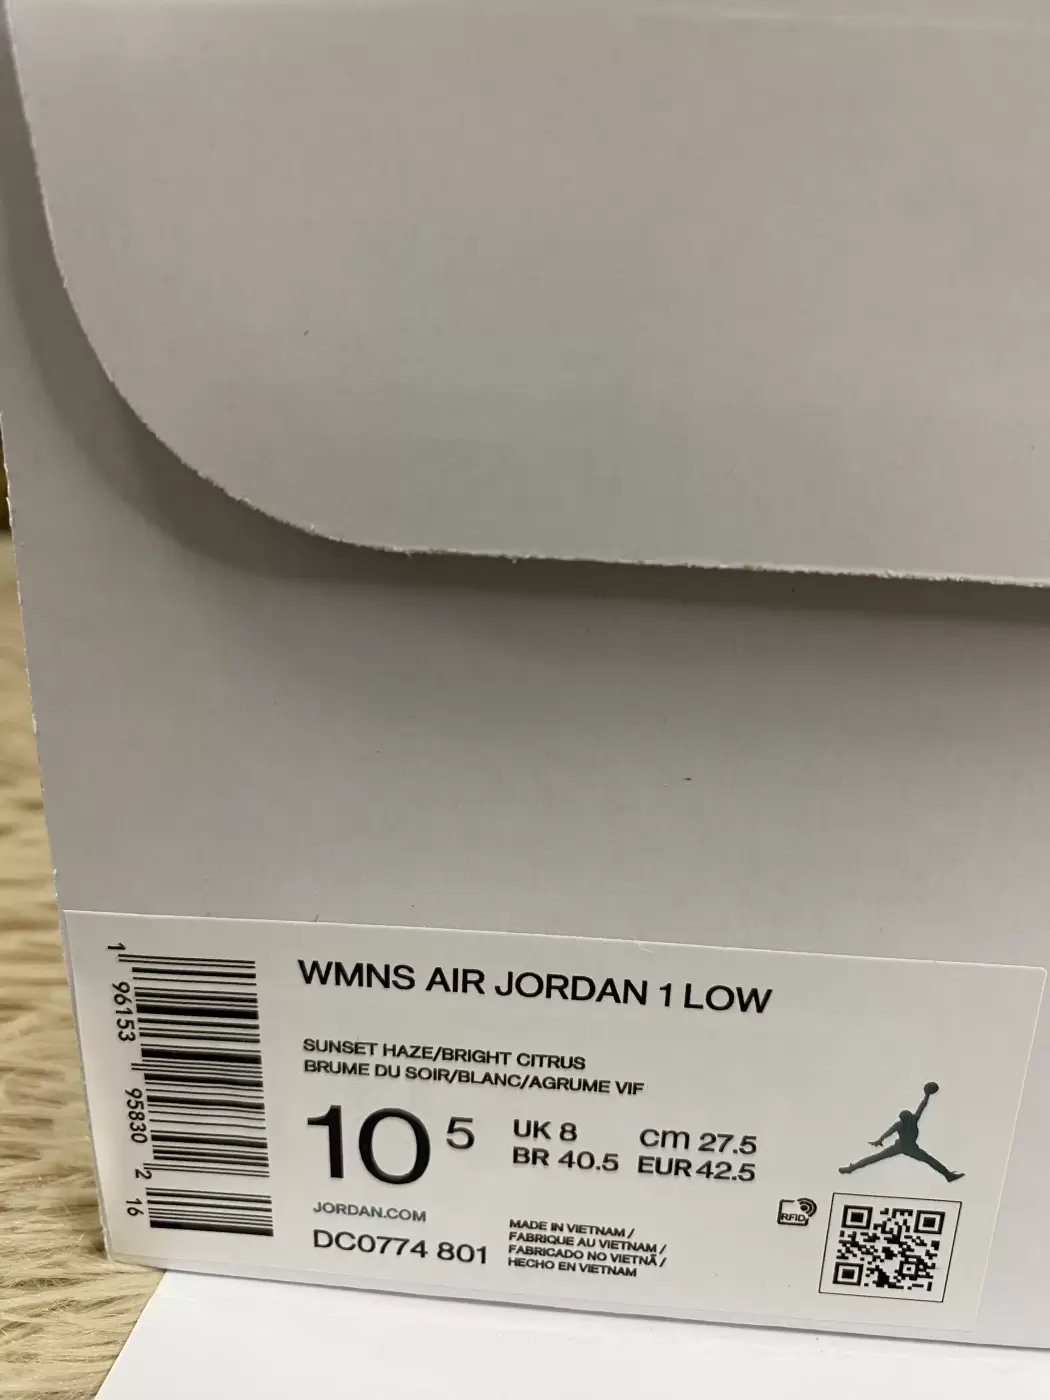 WMNS AIR JORDAN 1 LOW
SUNSET HAZE/BRIGHT CITRUS
BRUME DU SOIR/BLANC/AGRUME VIF
10 5
UK 8 cm 27.5
BR 40.5 EUR 42.5
JORDAN.COM
DC0774 801
MADE IN VIETNAM /
FABRIQUE AU VIETNAM /
FABRICADO NO VIETNÃ /
HECHO EN VIETNAM
RFID
1 96153 95830 2 16